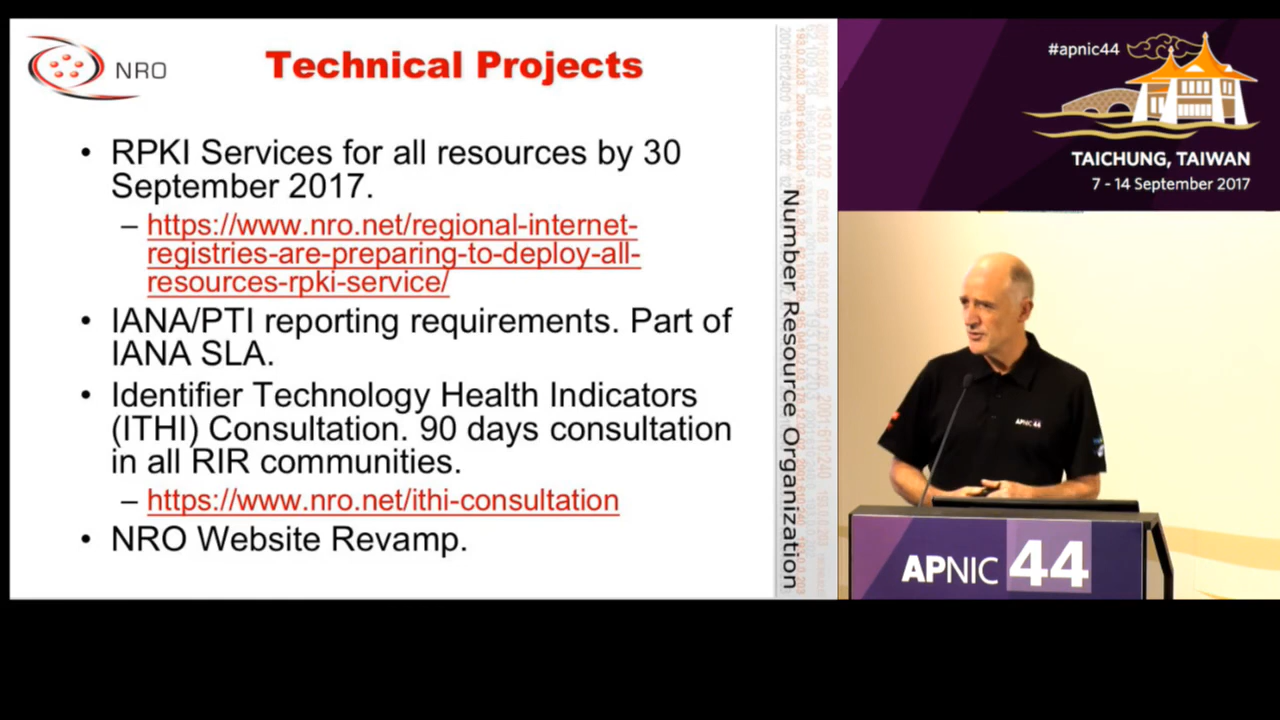 NRO
Technical Projects
• RPKI Services for all resources by 30
September 2017.
– https://www.nro.net/regional-internet-
registries-are-preparing-to-deploy-all-
resources-rpki-service/
• IANA/PTI reporting requirements. Part of
IANA SLA.
• Identifier Technology Health Indicators
(ITHI) Consultation. 90 days consultation
in all RIR communities.
– https://www.nro.net/ithi-consultation
• NRO Website Revamp.
Number Resource Organization
#apnic44
TAICHUNG, TAIWAN
7 - 14 September 2017
APNIC 44
APNIC 44